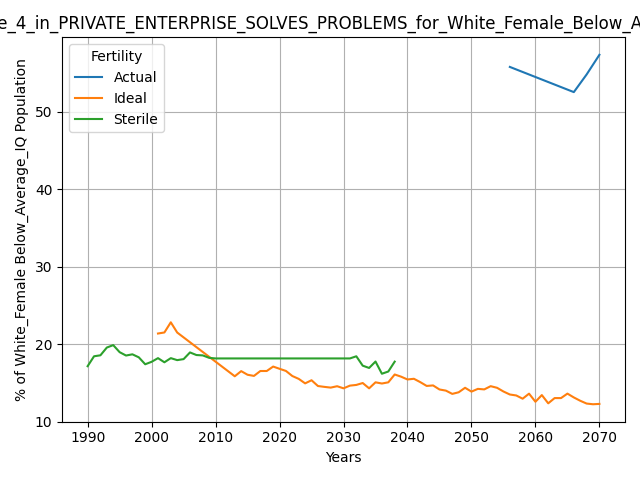 e_4_in_PRIVATE_ENTERPRISE_SOLVES_PROBLEMS_for_White_Female_Below_A
Fertility
Actual
Ideal
Sterile
% of White_Female Below_Average_IQ Population
50
40
30
20
10
1990 2000 2010 2020 2030 2040 2050 2060 2070
Years